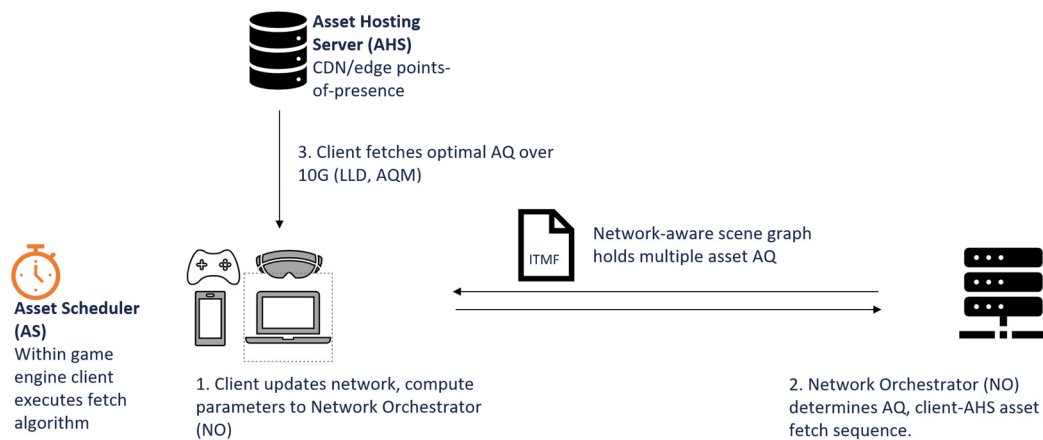 Asset Hosting
Server (AHS)
CDN/edge points-
of-presence
3. Client fetches optimal AQ over
10G (LLD, AQM)
ITMF
Network-aware scene graph
holds multiple asset AQ
Asset Scheduler
(AS)
Within game
engine client
executes fetch
algorithm
1. Client updates network, compute
parameters to Network Orchestrator
(NO)
2. Network Orchestrator (NO)
determines AQ, client-AHS asset
fetch sequence.